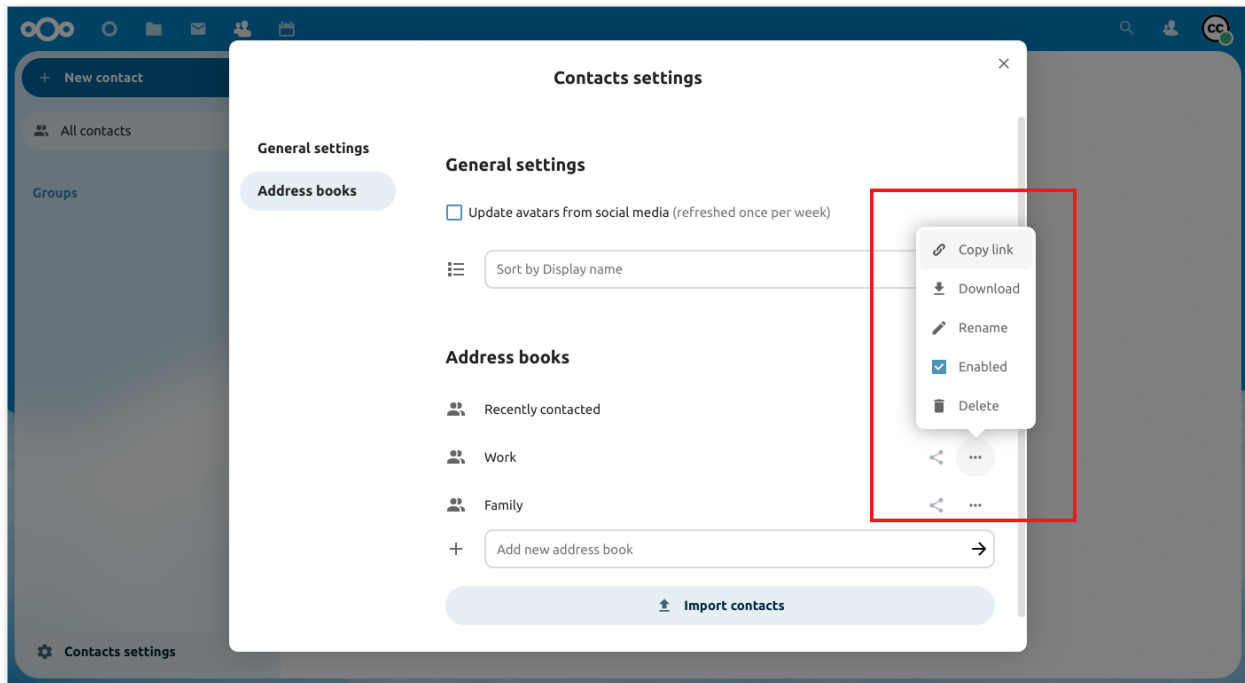 CC
New contact
All contacts
Groups
Contacts settings
Contacts settings
General settings
Address books
General settings
Update avatars from social media (refreshed once per week)
Sort by Display name
Address books
Recently contacted
Work
Family
Add new address book
Import contacts
Copy link
Download
Rename
Enabled
Delete